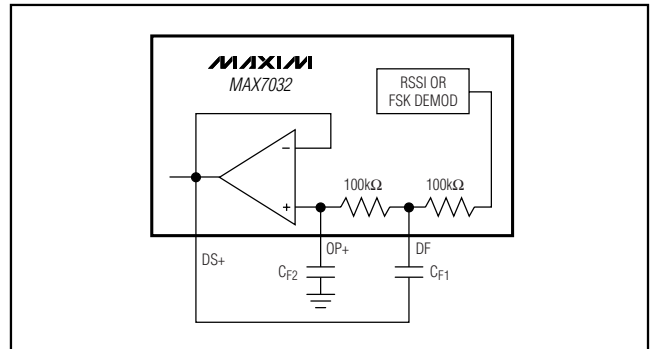 MAXIM
MAX7032
RSSI OR
FSK DEMOD
−
+
100kΩ
100kΩ
DS+
OP+
DF
CF2
CF1